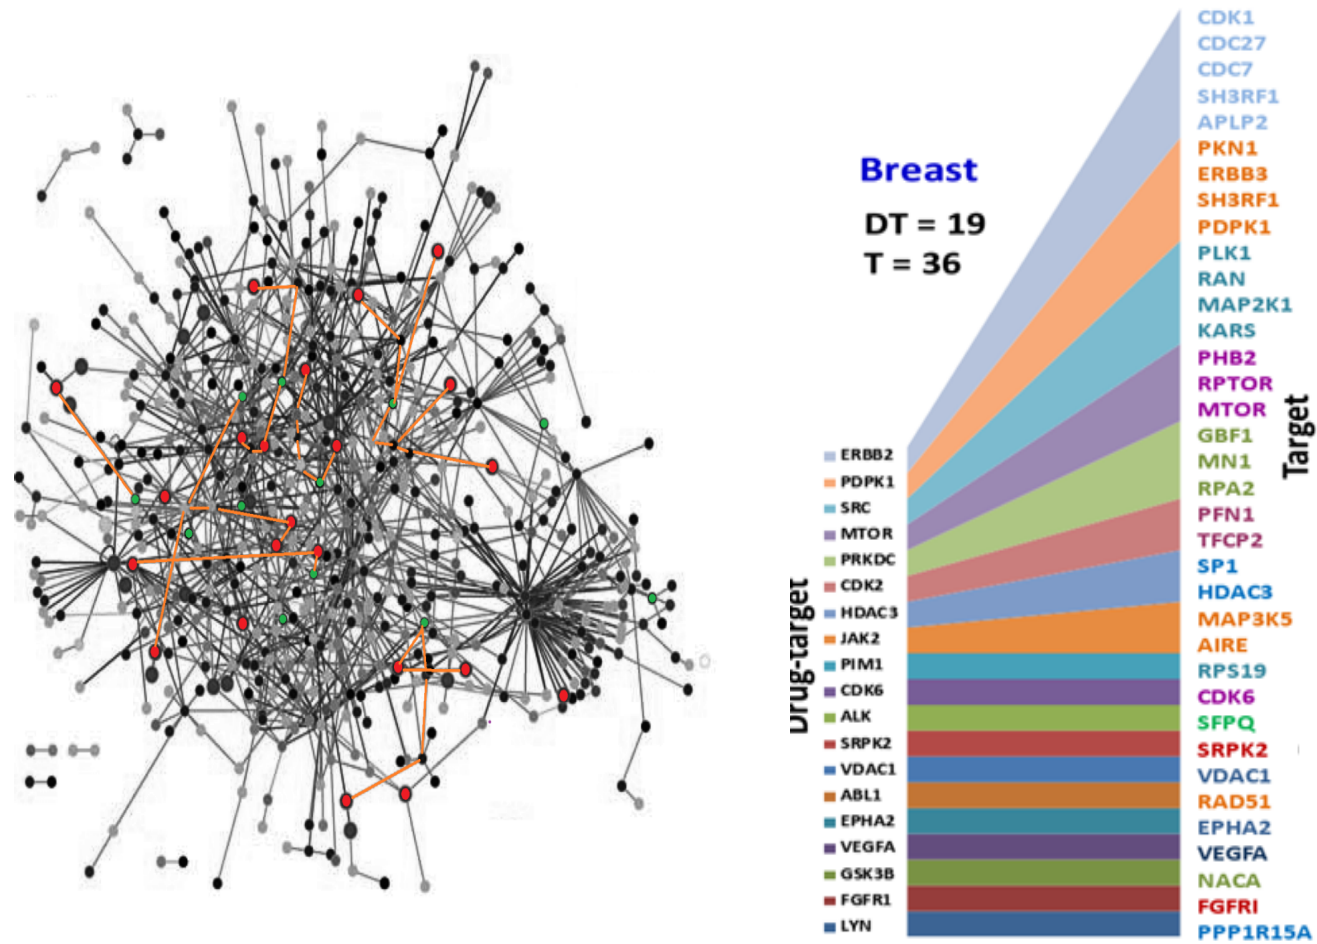 Breast
DT = 19
T = 36
Drug-target
ERBB2
PDPK1
SRC
MTOR
PRKDC
CDK2
HDAC3
JAK2
PIM1
CDK6
ALK
SRPK2
VDAC1
ABL1
EPHA2
VEGFA
GSK3B
FGFR1
LYN
CDK1
CDC27
CDC7
SH3RF1
APLP2
PKN1
ERBB3
SH3RF1
PDPK1
PLK1
RAN
MAP2K1
KARS
PHB2
RPTOR
MTOR
GBF1
MN1
RPA2
PFN1
TFCP2
SP1
HDAC3
MAP3K5
AIRE
RPS19
CDK6
SFPQ
SRPK2
VDAC1
RAD51
EPHA2
VEGFA
NACA
FGFRI
PPP1R15A
Target